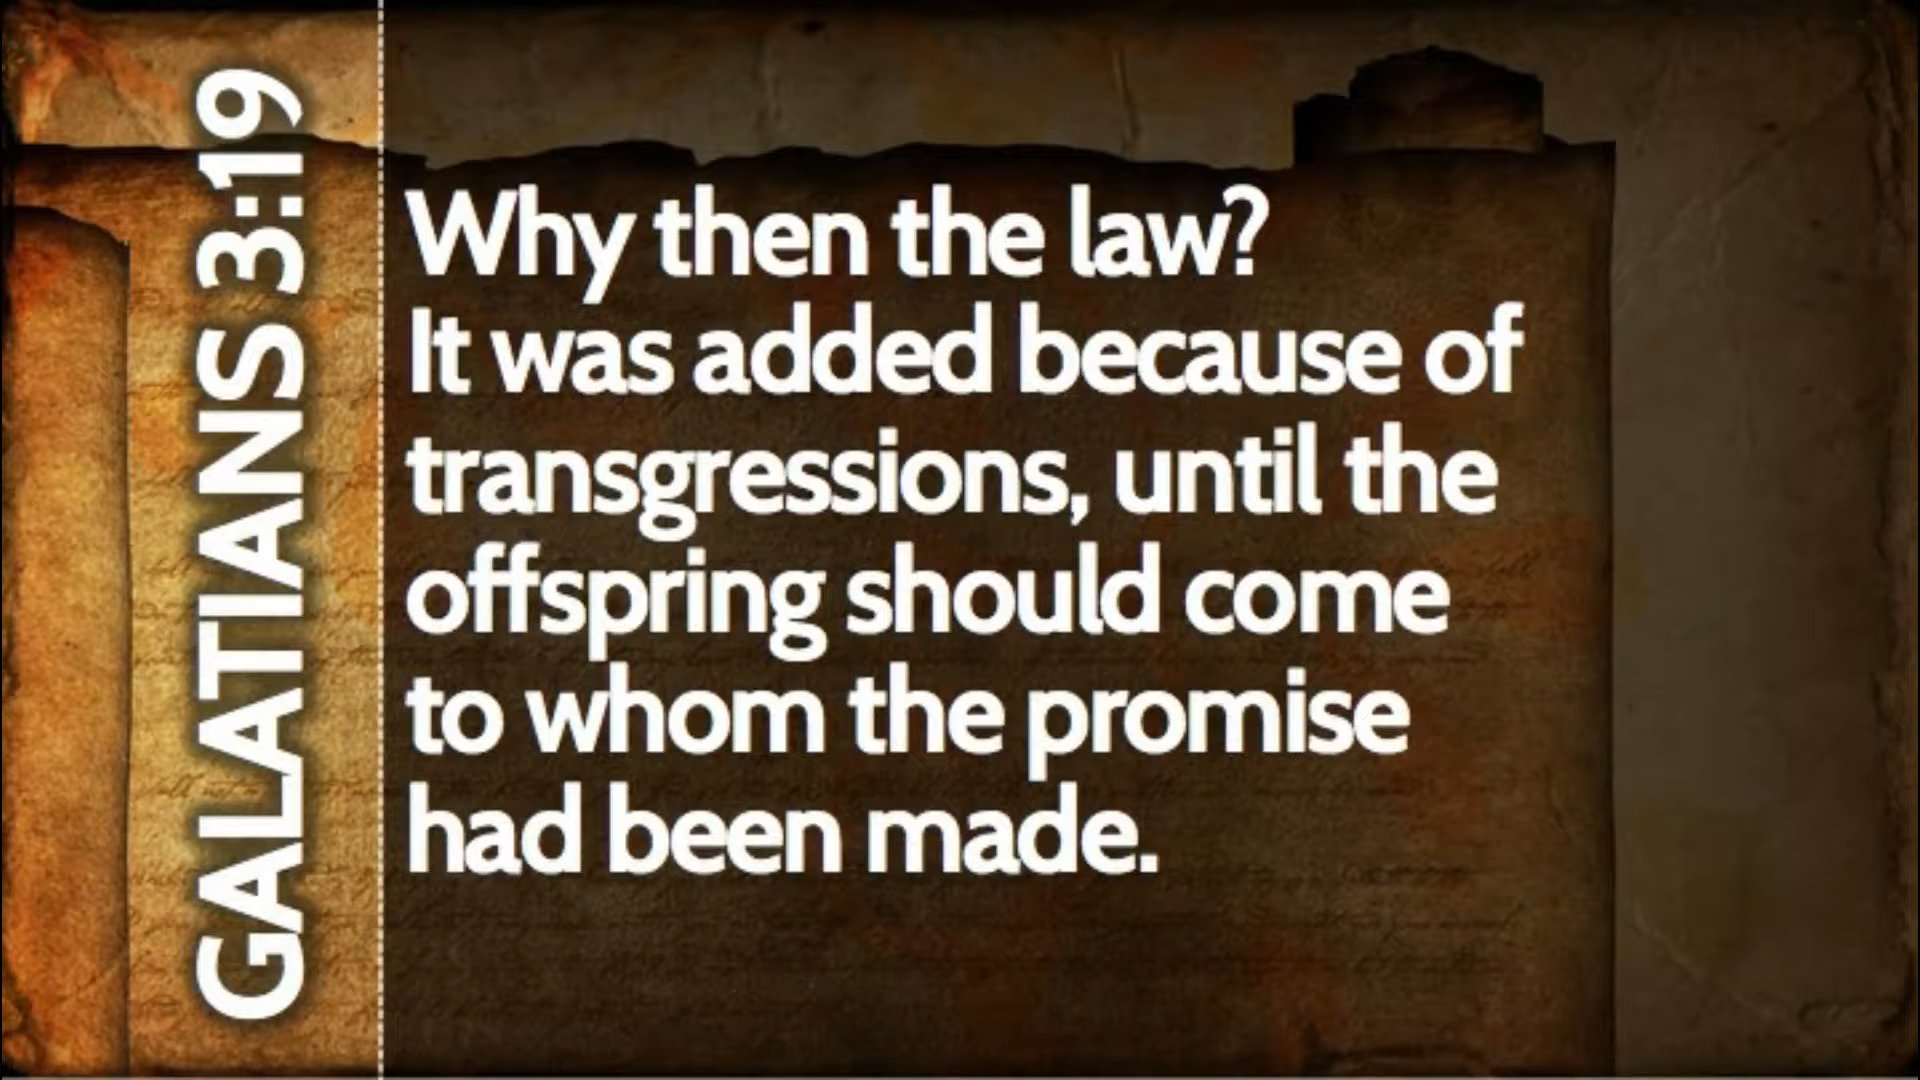 GALATIANS 3:19
Why then the law?
It was added because of
transgressions, until the
offspring should come
to whom the promise
had been made.